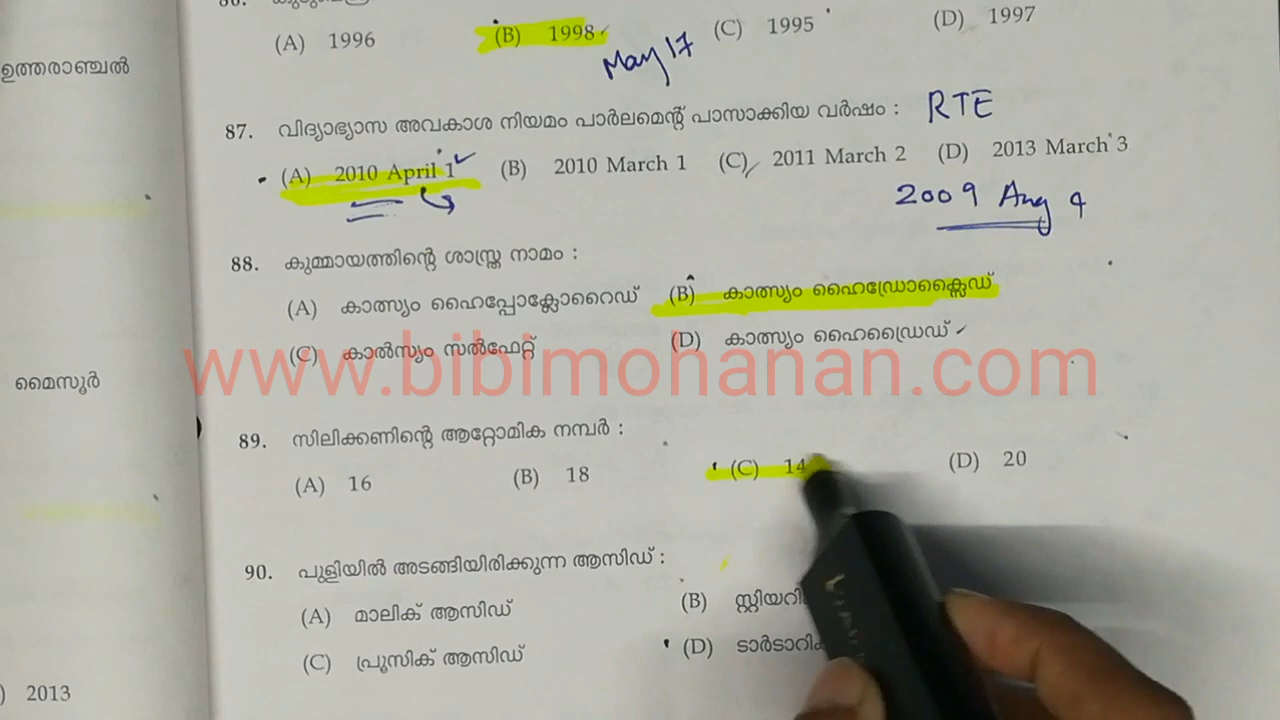 (A) 1996 (B) 1998 (C) 1995 (D) 1997
May 17
ഉത്തരാഞ്ചൽ
87. വിദ്യാഭ്യാസ അവകാശ നിയമം പാർലമെന്റ് പാസാക്കിയ വർഷം : RTE
(A) 2010 April 1 (B) 2010 March 1 (C) 2011 March 2 (D) 2013 March 3
2009 Aug 4
88. കുമ്മായത്തിന്റെ ശാസ്ത്ര നാമം :
(A) കാത്സ്യം ഹൈപ്പോക്ലോറൈഡ് (B) കാത്സ്യം ഹൈഡ്രോക്സൈഡ്
(C) കാൽസ്യം സൽഫേറ്റ് (D) കാത്സ്യം ഹൈഡ്രൈഡ്
www.bibimohanan.com
മൈസൂർ
89. സിലിക്കണിന്റെ ആറ്റോമിക നമ്പർ :
(A) 16 (B) 18 (C) 14 (D) 20
90. പുളിയിൽ അടങ്ങിയിരിക്കുന്ന ആസിഡ് :
(A) മാലിക് ആസിഡ് (B)
(C) പ്രൂസിക് ആസിഡ് (D)
) 2013